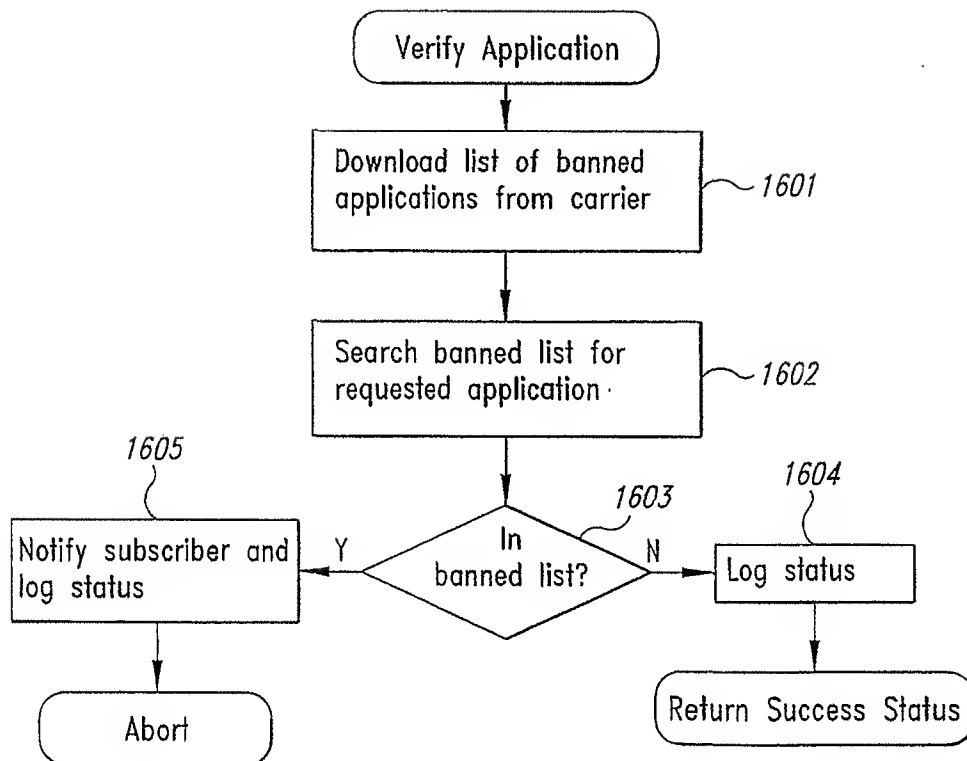 Verify Application
Download list of banned
applications from carrier
1601
Search banned list for
requested application
1602
1605
1604
1603
Notify subscriber and
log status
Y
In
banned list?
N
Log status
Abort
Return Success Status